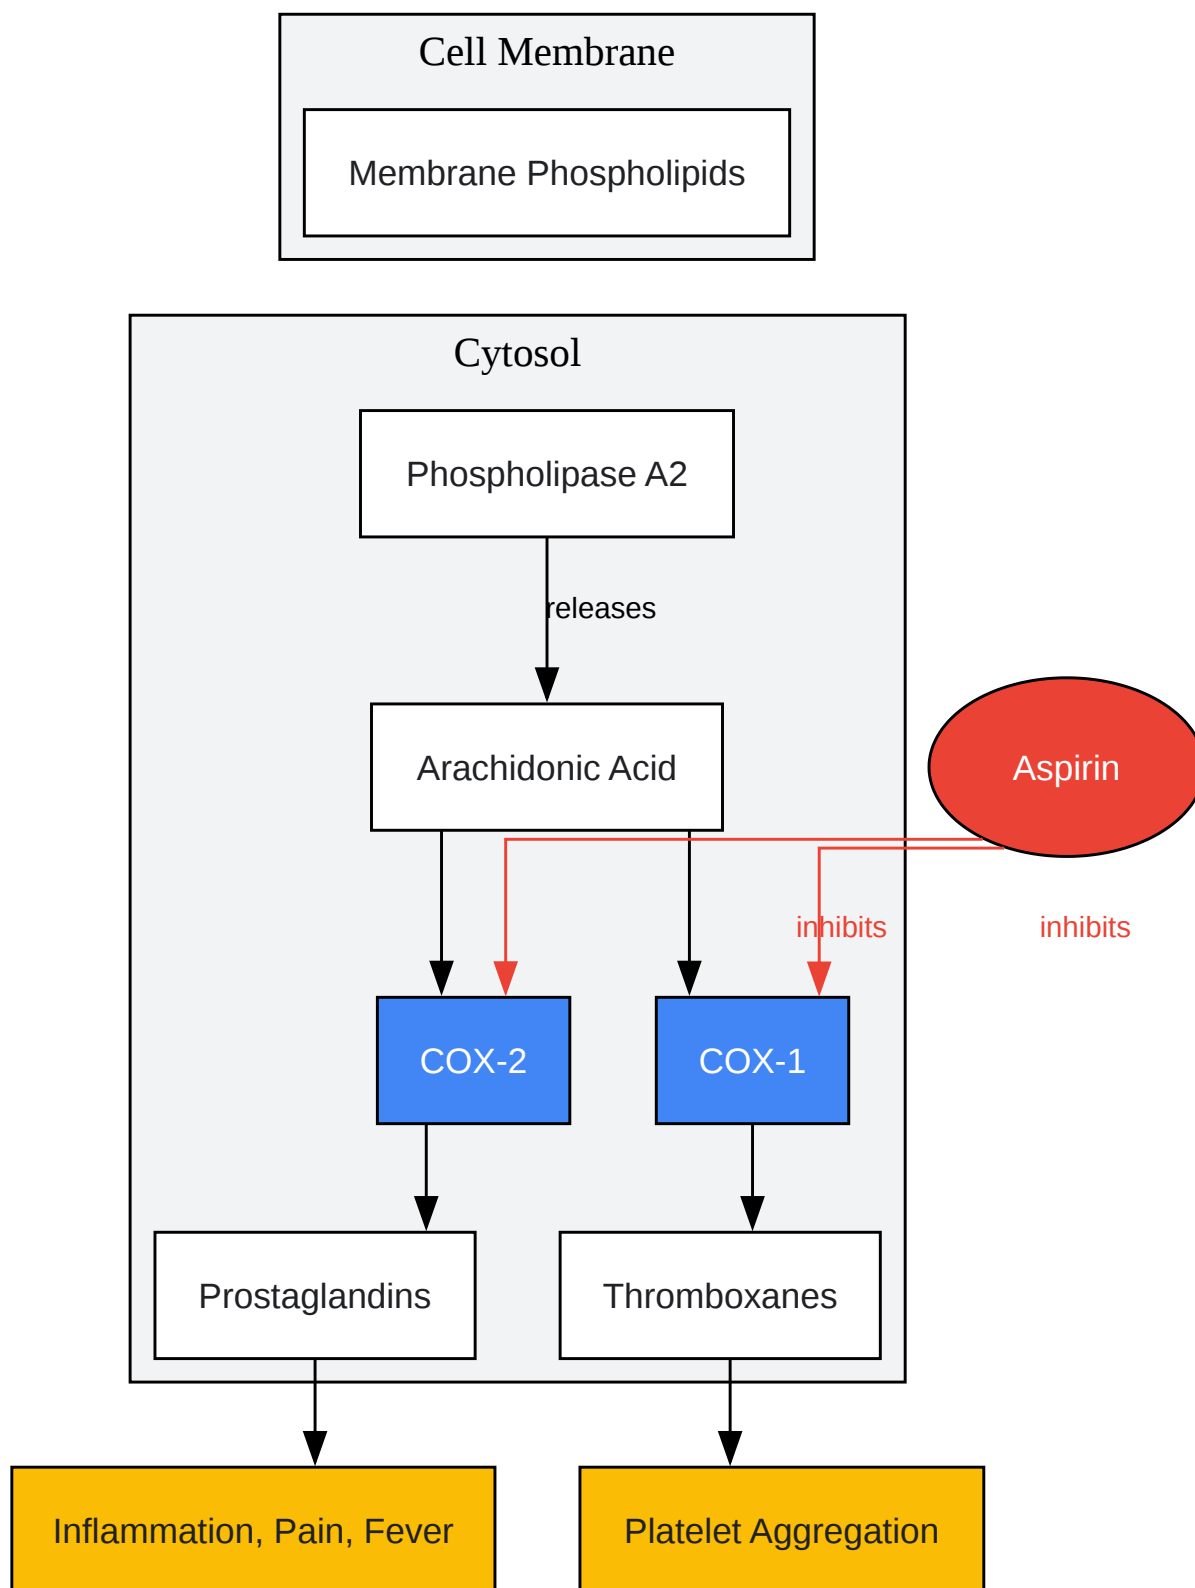 Cell Membrane
Membrane Phospholipids
Cytosol
Phospholipase A2
releases
Arachidonic Acid
Aspirin
inhibits
inhibits
COX-2
COX-1
Prostaglandins
Thromboxanes
Inflammation, Pain, Fever
Platelet Aggregation